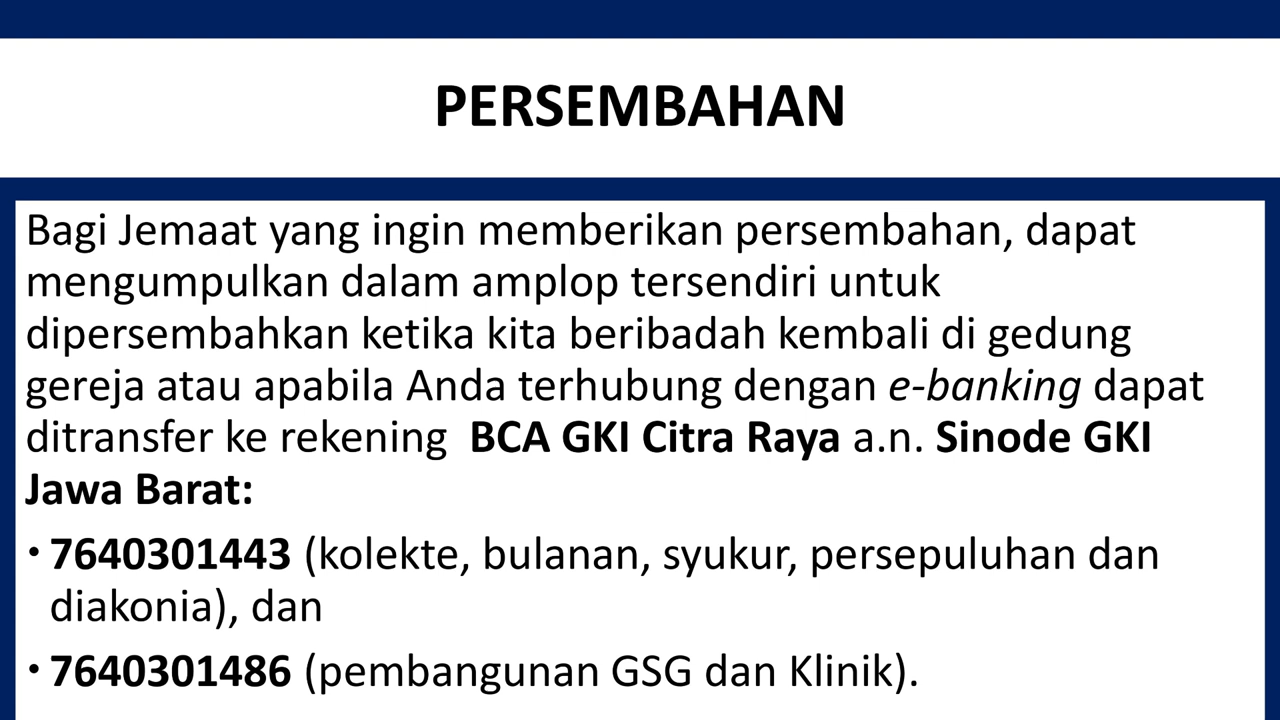 PERSEMBAHAN
Bagi Jemaat yang ingin memberikan persembahan, dapat
mengumpulkan dalam amplop tersendiri untuk
dipersembahkan ketika kita beribadah kembali di gedung
gereja atau apabila Anda terhubung dengan e-banking dapat
ditransfer ke rekening BCA GKI Citra Raya a.n. Sinode GKI
Jawa Barat:
• 7640301443 (kolekte, bulanan, syukur, persepuluhan dan
diakonia), dan
• 7640301486 (pembangunan GSG dan Klinik).